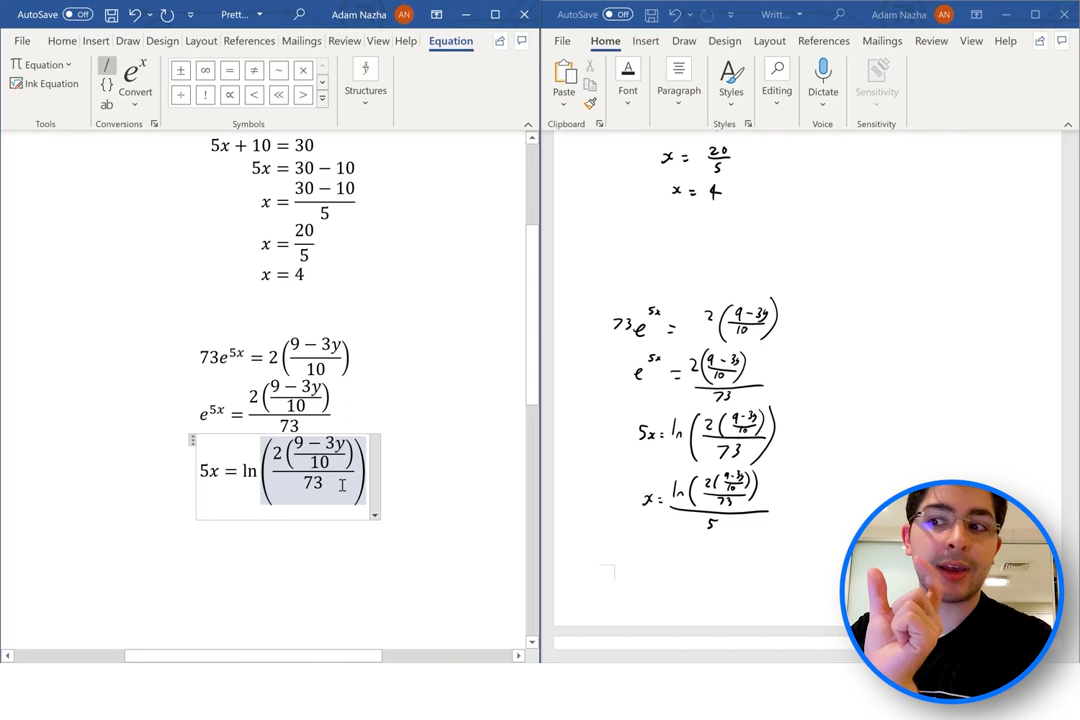 AutoSave Off Prett... Adam Nazha AN
File Home Insert Draw Design Layout References Mailings Review View Help Equation
π Equation
Ink Equation
/
{}
ab
e^x
Convert
± ∞ = ≠ ~ ×
÷ ! ∝ < ≪ >
x/y
Structures
Tools Conversions Symbols
5x + 10 = 30
5x = 30 − 10
x = (30 − 10)/5
x = 20/5
x = 4
73e^{5x} = 2((9 − 3y)/10)
e^{5x} = 2((9 − 3y)/10)/73
5x = ln(2((9 − 3y)/10)/73)
AutoSave Off Writt... Adam Nazha AN
File Home Insert Draw Design Layout References Mailings Review View Help
Paste Font Paragraph Styles Editing Dictate Sensitivity
Clipboard Styles Voice Sensitivity
x = 20/5
x = 4
73e^{5x} = 2((9 − 3y)/10)
e^{5x} = 2((9 − 3y)/10)/73
5x = ln(2((9 − 3y)/10)/73)
x = ln(2((9 − 3y)/10)/73)/5